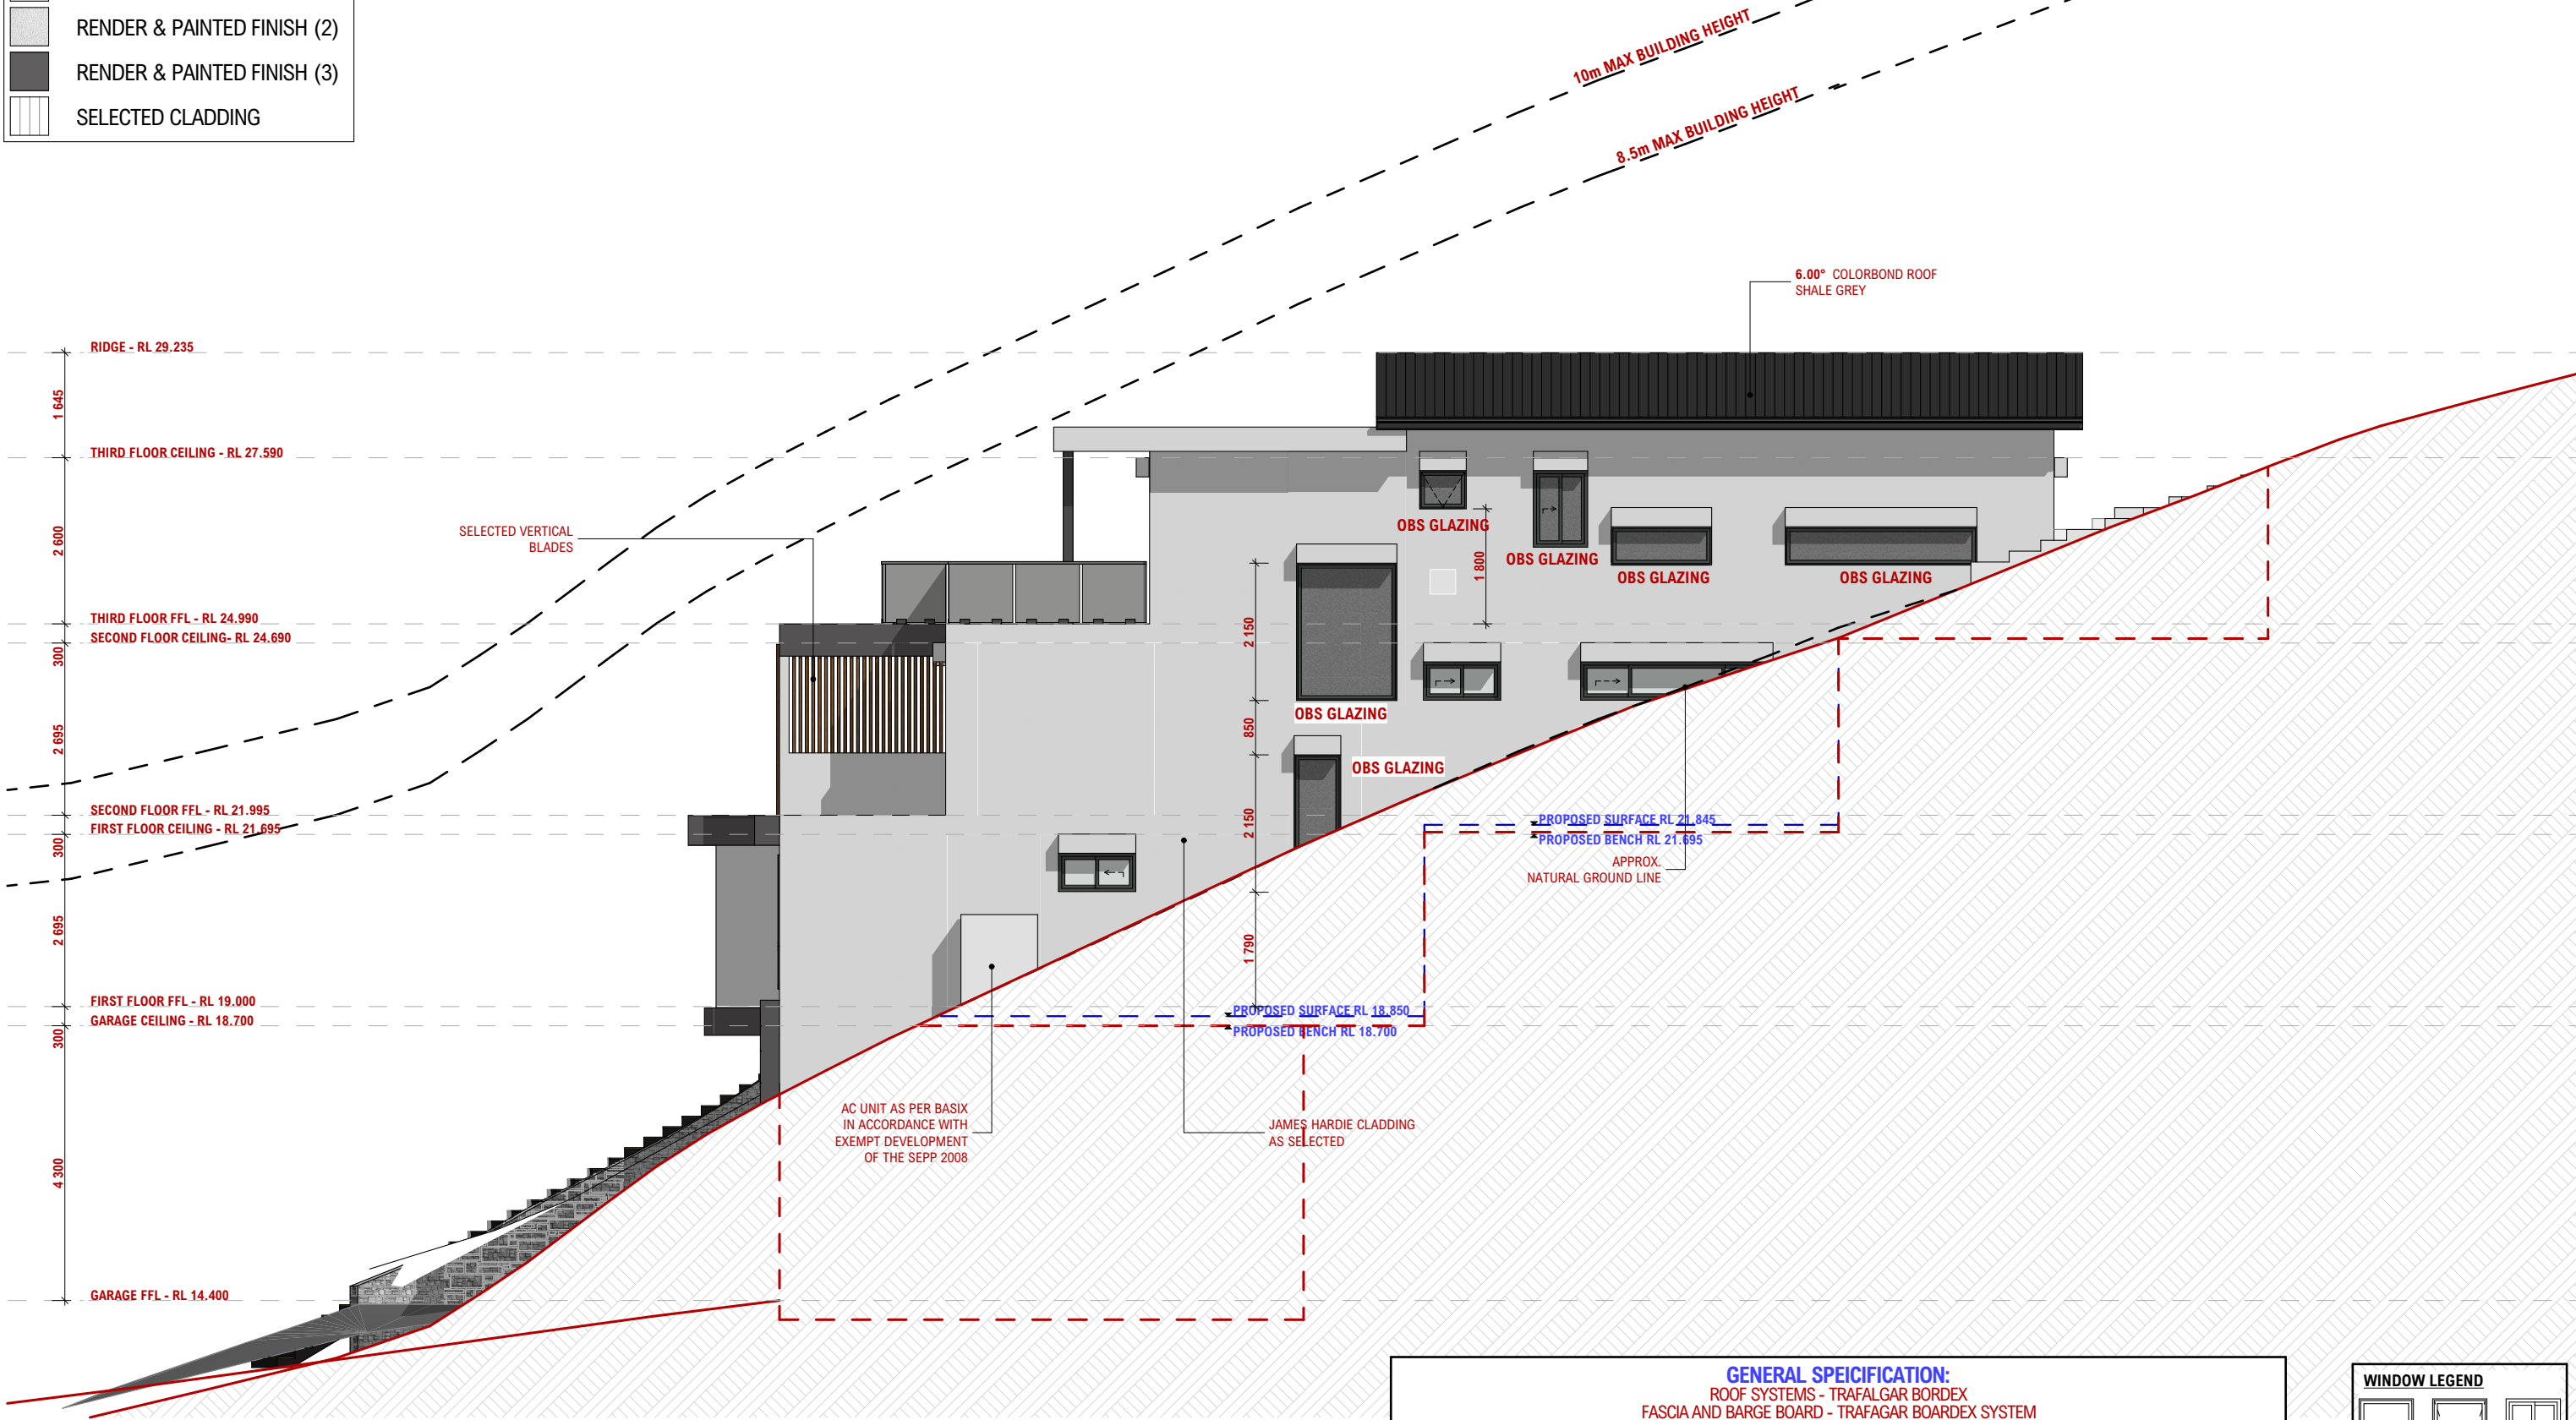 RENDER & PAINTED FINISH (2)
RENDER & PAINTED FINISH (3)
SELECTED CLADDING
10m MAX BUILDING HEIGHT
8.5m MAX BUILDING HEIGHT
6.00° COLORBOND ROOF
SHALE GREY
RIDGE - RL 29.235
1 645
THIRD FLOOR CEILING - RL 27.590
2 600
SELECTED VERTICAL
BLADES
OBS GLAZING
OBS GLAZING
OBS GLAZING
OBS GLAZING
1 800
THIRD FLOOR FFL - RL 24.990
SECOND FLOOR CEILING- RL 24.690
300
2 150
OBS GLAZING
2 695
850
OBS GLAZING
SECOND FLOOR FFL - RL 21.995
FIRST FLOOR CEILING - RL 21.695
300
2 150
PROPOSED SURFACE RL 21.845
PROPOSED BENCH RL 21.695
APPROX.
NATURAL GROUND LINE
2 695
1 790
FIRST FLOOR FFL - RL 19.000
GARAGE CEILING - RL 18.700
300
PROPOSED SURFACE RL 18.850
PROPOSED BENCH RL 18.700
AC UNIT AS PER BASIX
IN ACCORDANCE WITH
EXEMPT DEVELOPMENT
OF THE SEPP 2008
JAMES HARDIE CLADDING
AS SELECTED
4 300
GARAGE FFL - RL 14.400
GENERAL SPEICIFICATION:
ROOF SYSTEMS - TRAFALGAR BORDEX
FASCIA AND BARGE BOARD - TRAFAGAR BOARDEX SYSTEM
WINDOW LEGEND